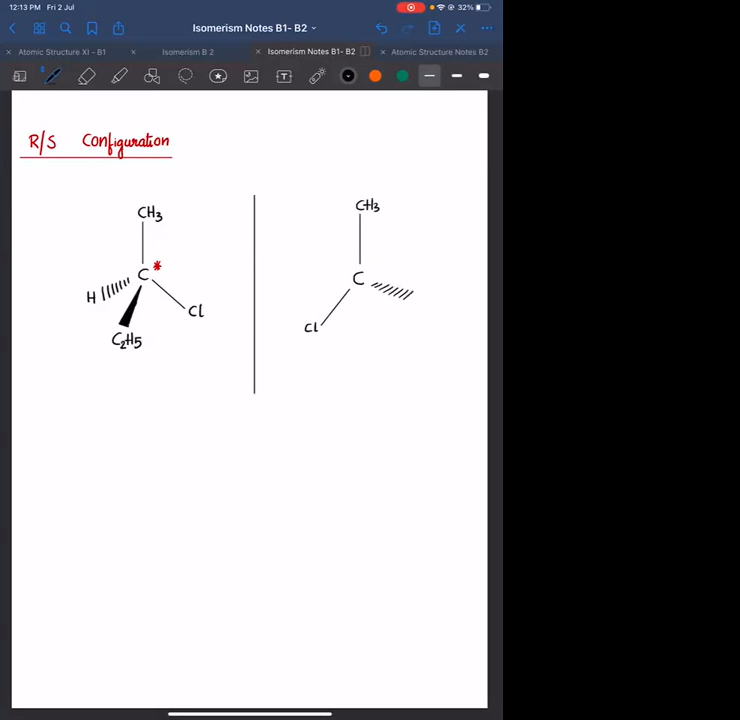 12:13 PM Fri 2 Jul
32%
Isomerism Notes B1- B2
Atomic Structure XI - B1
Isomerism B 2
Isomerism Notes B1- B2
Atomic Structure Notes B2
R/S Configuration
CH3
C*
H
Cl
C2H5
CH3
C
Cl